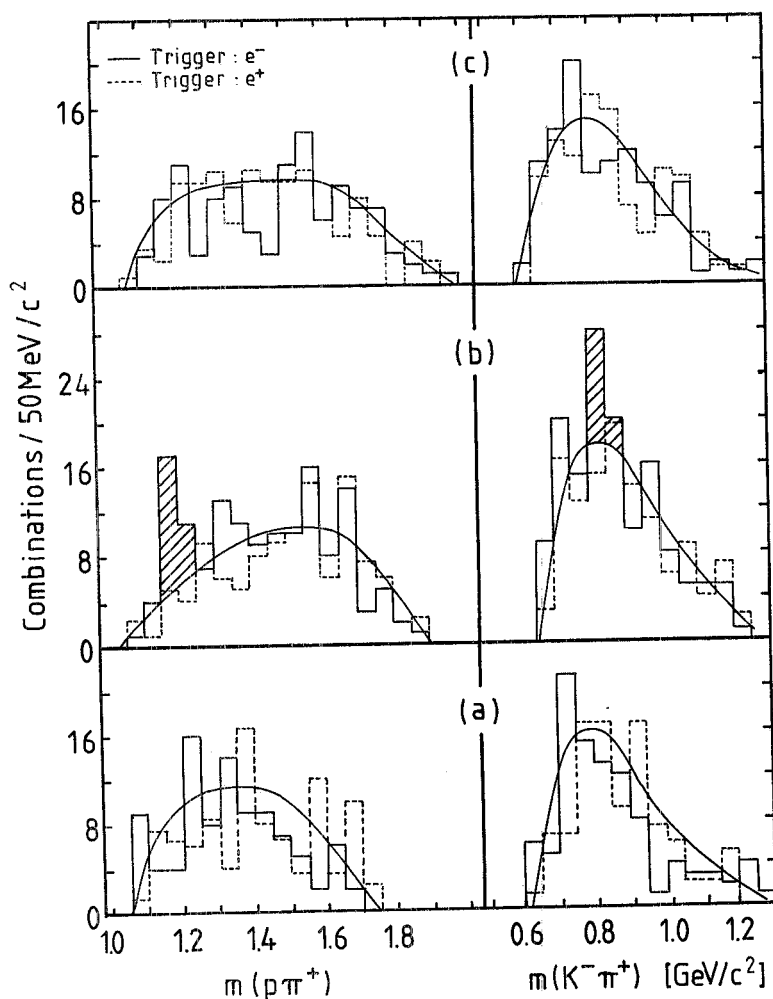 Trigger : e⁻
Trigger : e⁺
(c)
16
8
0
(b)
24
16
8
0
(a)
16
8
0
Combinations / 50 MeV/c²
1.0 1.2 1.4 1.6 1.8 0.6 0.8 1.0 1.2
m (pπ⁺) m (K⁻π⁺) [GeV/c²]